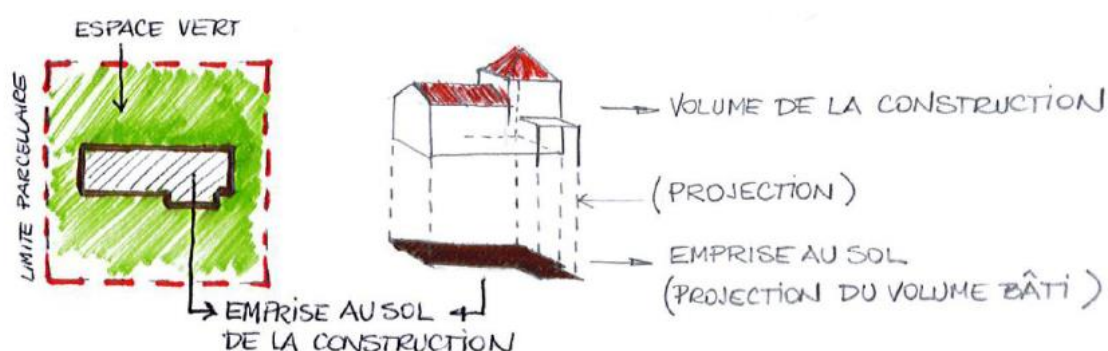 ESPACE VERT
LIMITE PARCELLAIRE
VOLUME DE LA CONSTRUCTION
(PROJECTION)
EMPRISE AU SOL
(PROJECTION DU VOLUME BÂTI)
EMPRISE AU SOL
DE LA CONSTRUCTION